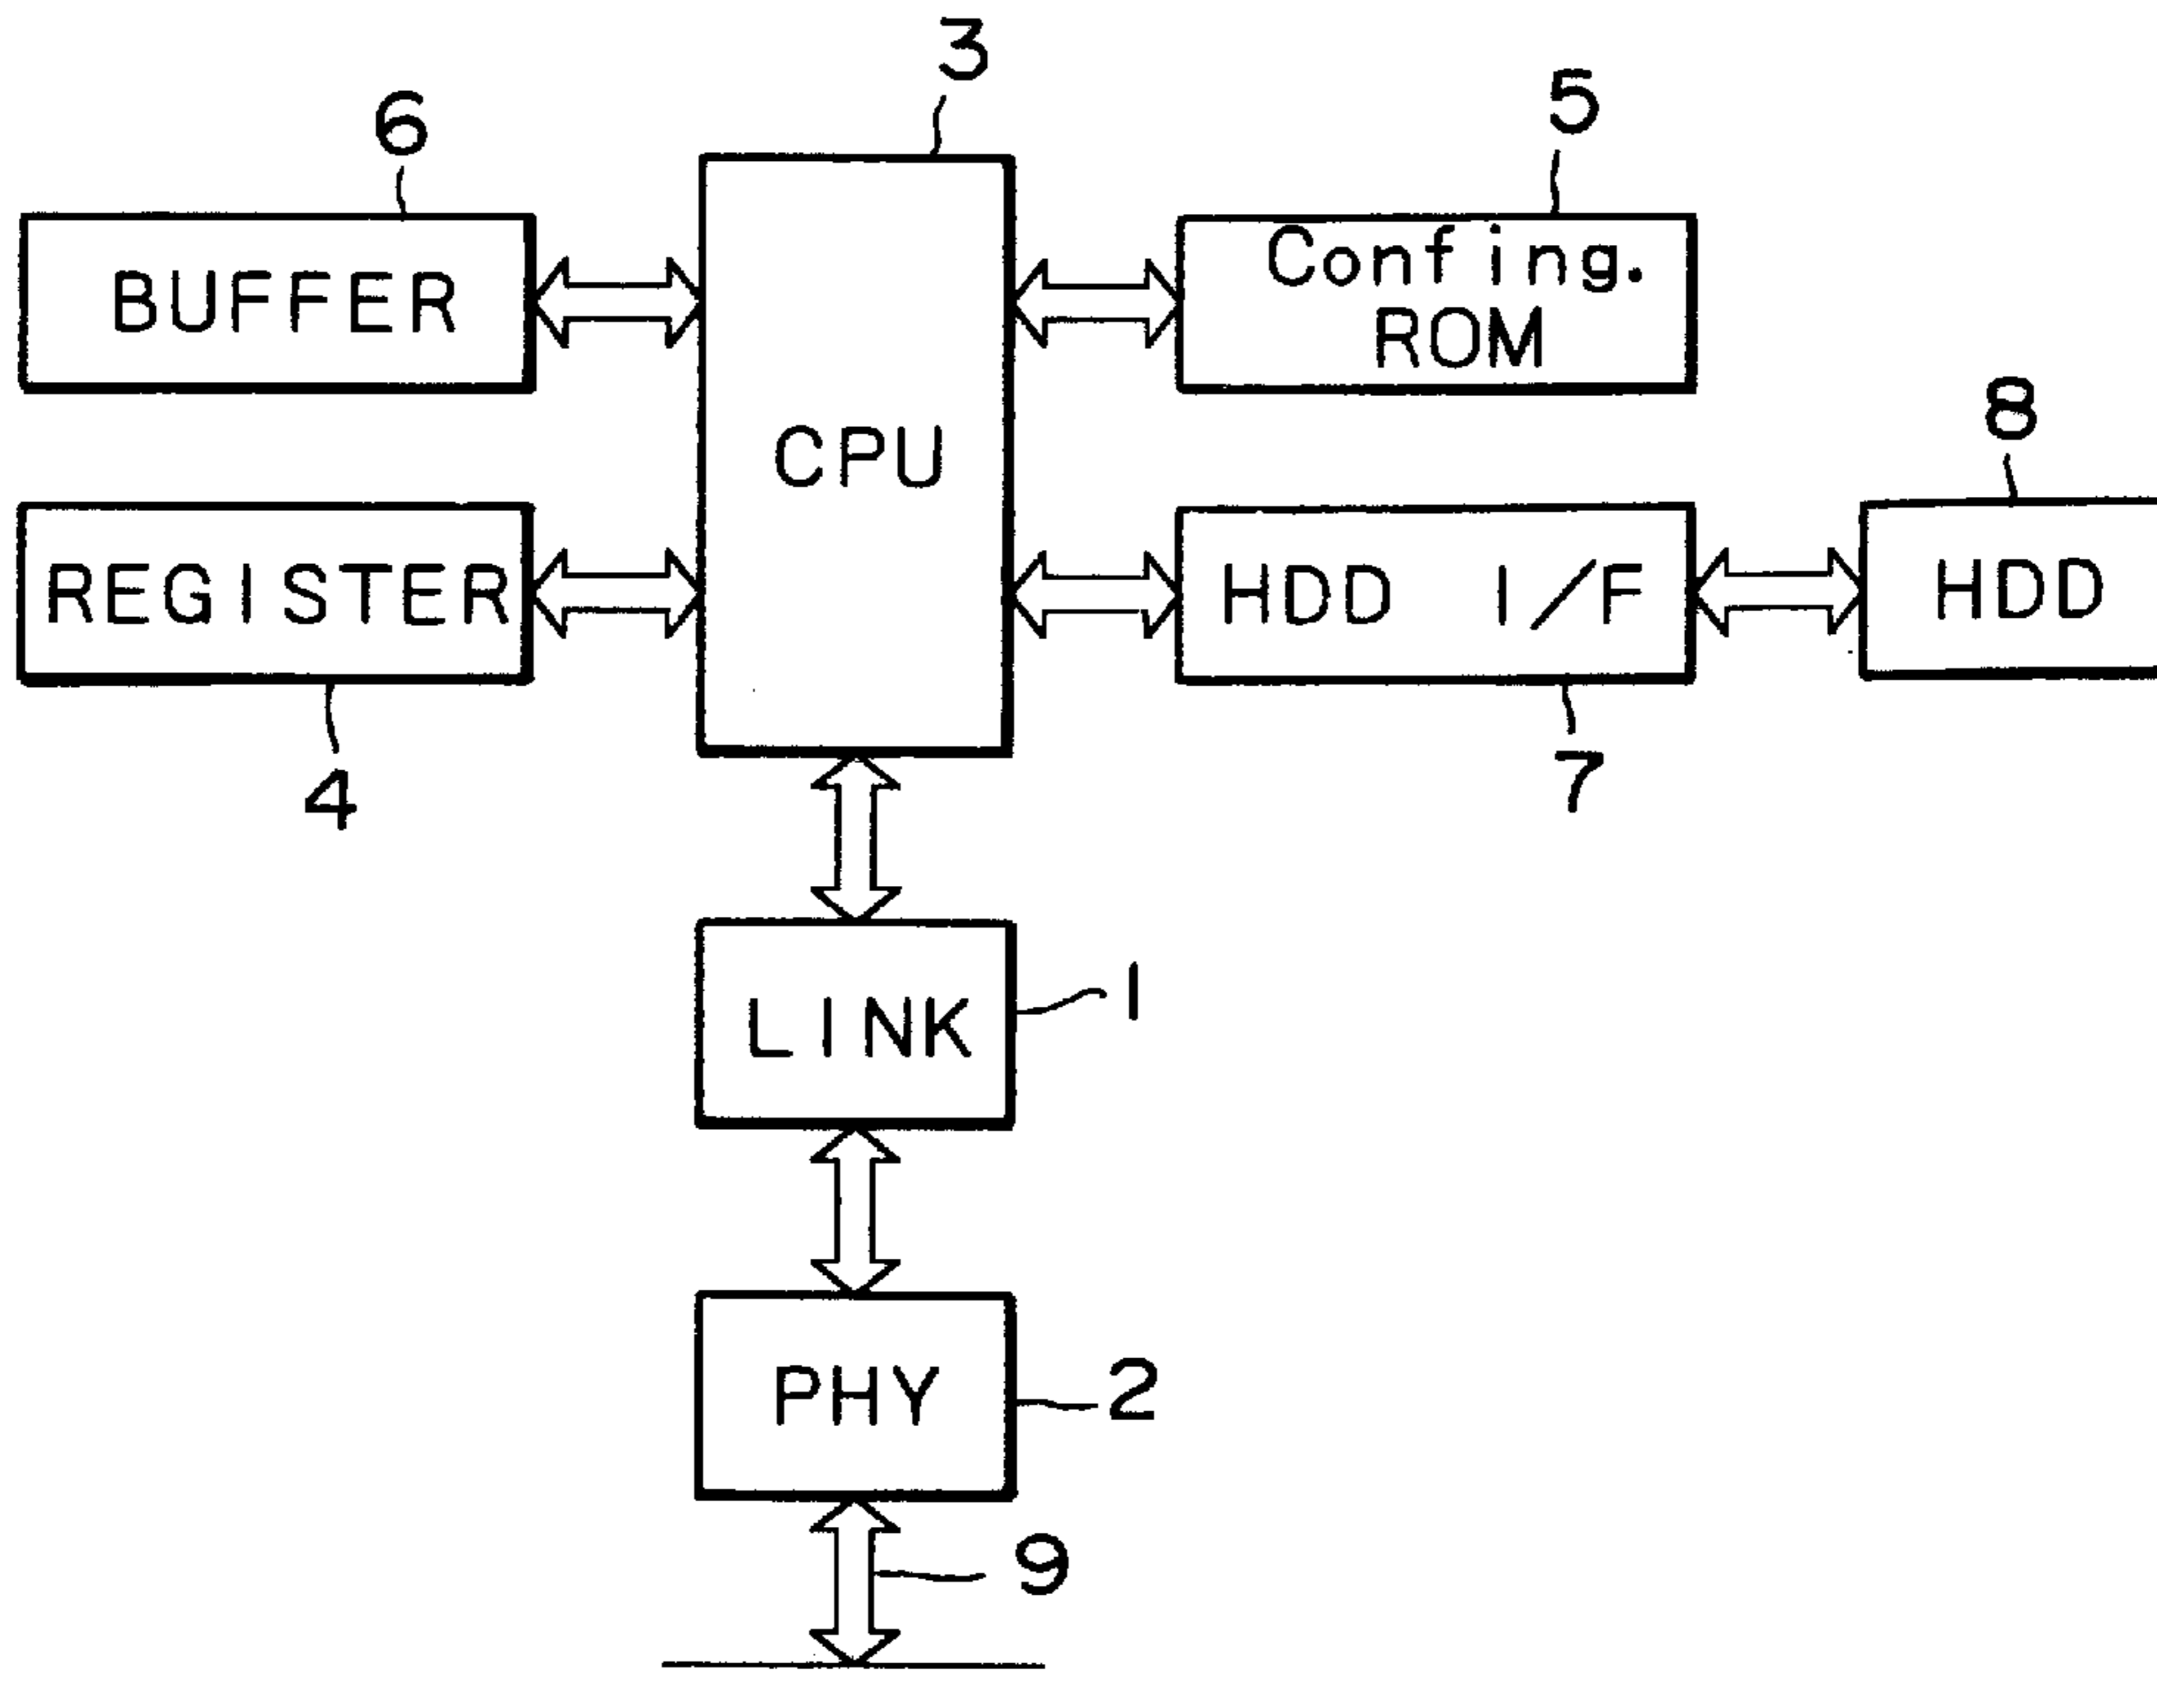 3
6
5
BUFFER
Confing.
ROM
CPU
8
REGISTER
HDD I/F
HDD
4
7
LINK
1
PHY
2
9